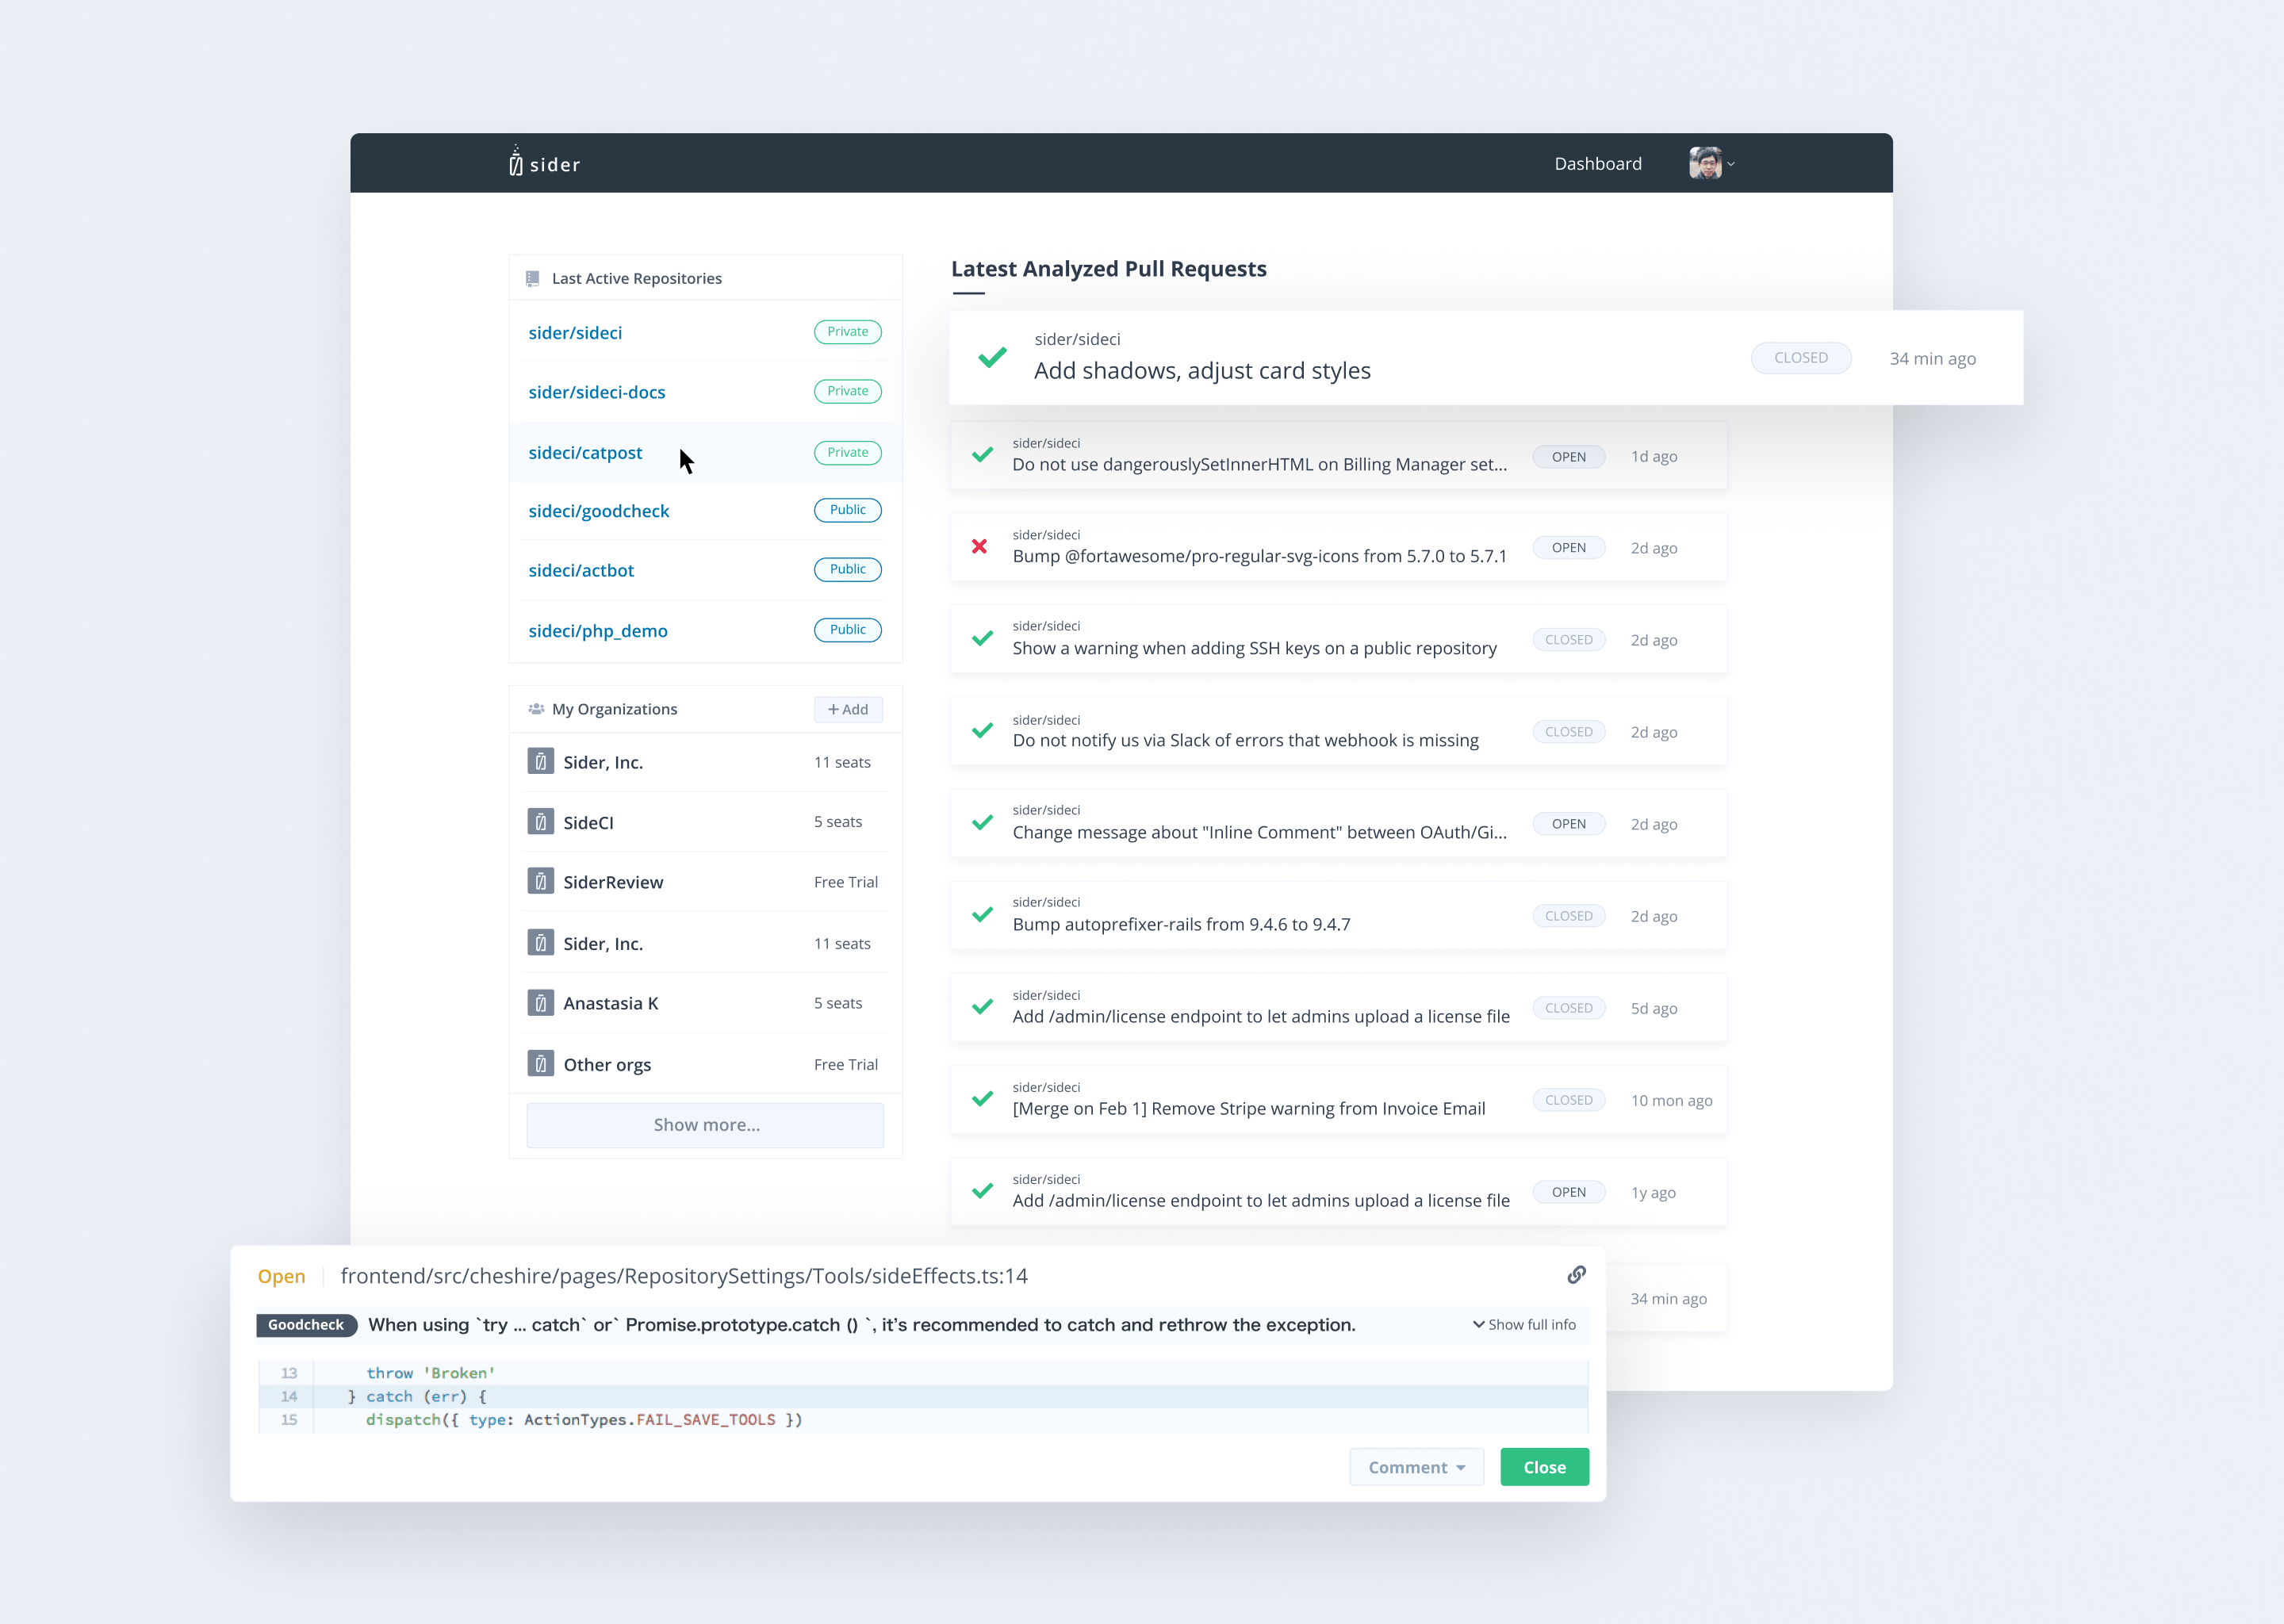 sider
Dashboard
Last Active Repositories
sider/sideci Private
sider/sideci-docs Private
sideci/catpost Private
sideci/goodcheck Public
sideci/actbot Public
sideci/php_demo Public
My Organizations + Add
Sider, Inc. 11 seats
SideCI 5 seats
SiderReview Free Trial
Sider, Inc. 11 seats
Anastasia K 5 seats
Other orgs Free Trial
Show more...
Latest Analyzed Pull Requests
sider/sideci
Add shadows, adjust card styles CLOSED 34 min ago
sider/sideci
Do not use dangerouslySetInnerHTML on Billing Manager set... OPEN 1d ago
sider/sideci
Bump @fortawesome/pro-regular-svg-icons from 5.7.0 to 5.7.1 OPEN 2d ago
sider/sideci
Show a warning when adding SSH keys on a public repository CLOSED 2d ago
sider/sideci
Do not notify us via Slack of errors that webhook is missing CLOSED 2d ago
sider/sideci
Change message about "Inline Comment" between OAuth/Gi... OPEN 2d ago
sider/sideci
Bump autoprefixer-rails from 9.4.6 to 9.4.7 CLOSED 2d ago
sider/sideci
Add /admin/license endpoint to let admins upload a license file CLOSED 5d ago
sider/sideci
[Merge on Feb 1] Remove Stripe warning from Invoice Email CLOSED 10 mon ago
sider/sideci
Add /admin/license endpoint to let admins upload a license file OPEN 1y ago
34 min ago
Open frontend/src/cheshire/pages/RepositorySettings/Tools/sideEffects.ts:14
Goodcheck When using `try ... catch` or` Promise.prototype.catch () `, it's recommended to catch and rethrow the exception. Show full info
13 throw 'Broken'
14 } catch (err) {
15 dispatch({ type: ActionTypes.FAIL_SAVE_TOOLS })
Comment Close